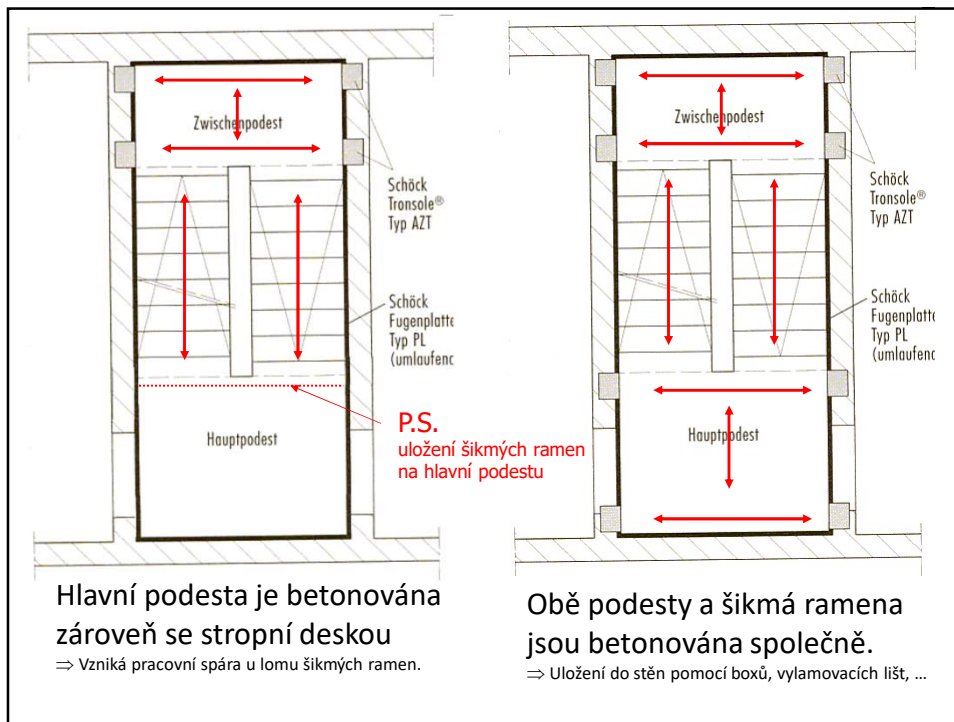 Zwischenpodest
Schöck
Tronsole®
Typ AZT
Schöck
Fugenplatte
Typ PL
(umlaufend
Hauptpodest
P.S.
uložení šikmých ramen
na hlavní podestu
Hlavní podesta je betonována
zároveň se stropní deskou
⇒ Vzniká pracovní spára u lomu šikmých ramen.
Zwischenpodest
Schöck
Tronsole®
Typ AZT
Schöck
Fugenplatte
Typ PL
(umlaufend
Hauptpodest
Obě podesty a šikmá ramena
jsou betonována společně.
⇒ Uložení do stěn pomocí boxů, vylamovacích lišt, ...